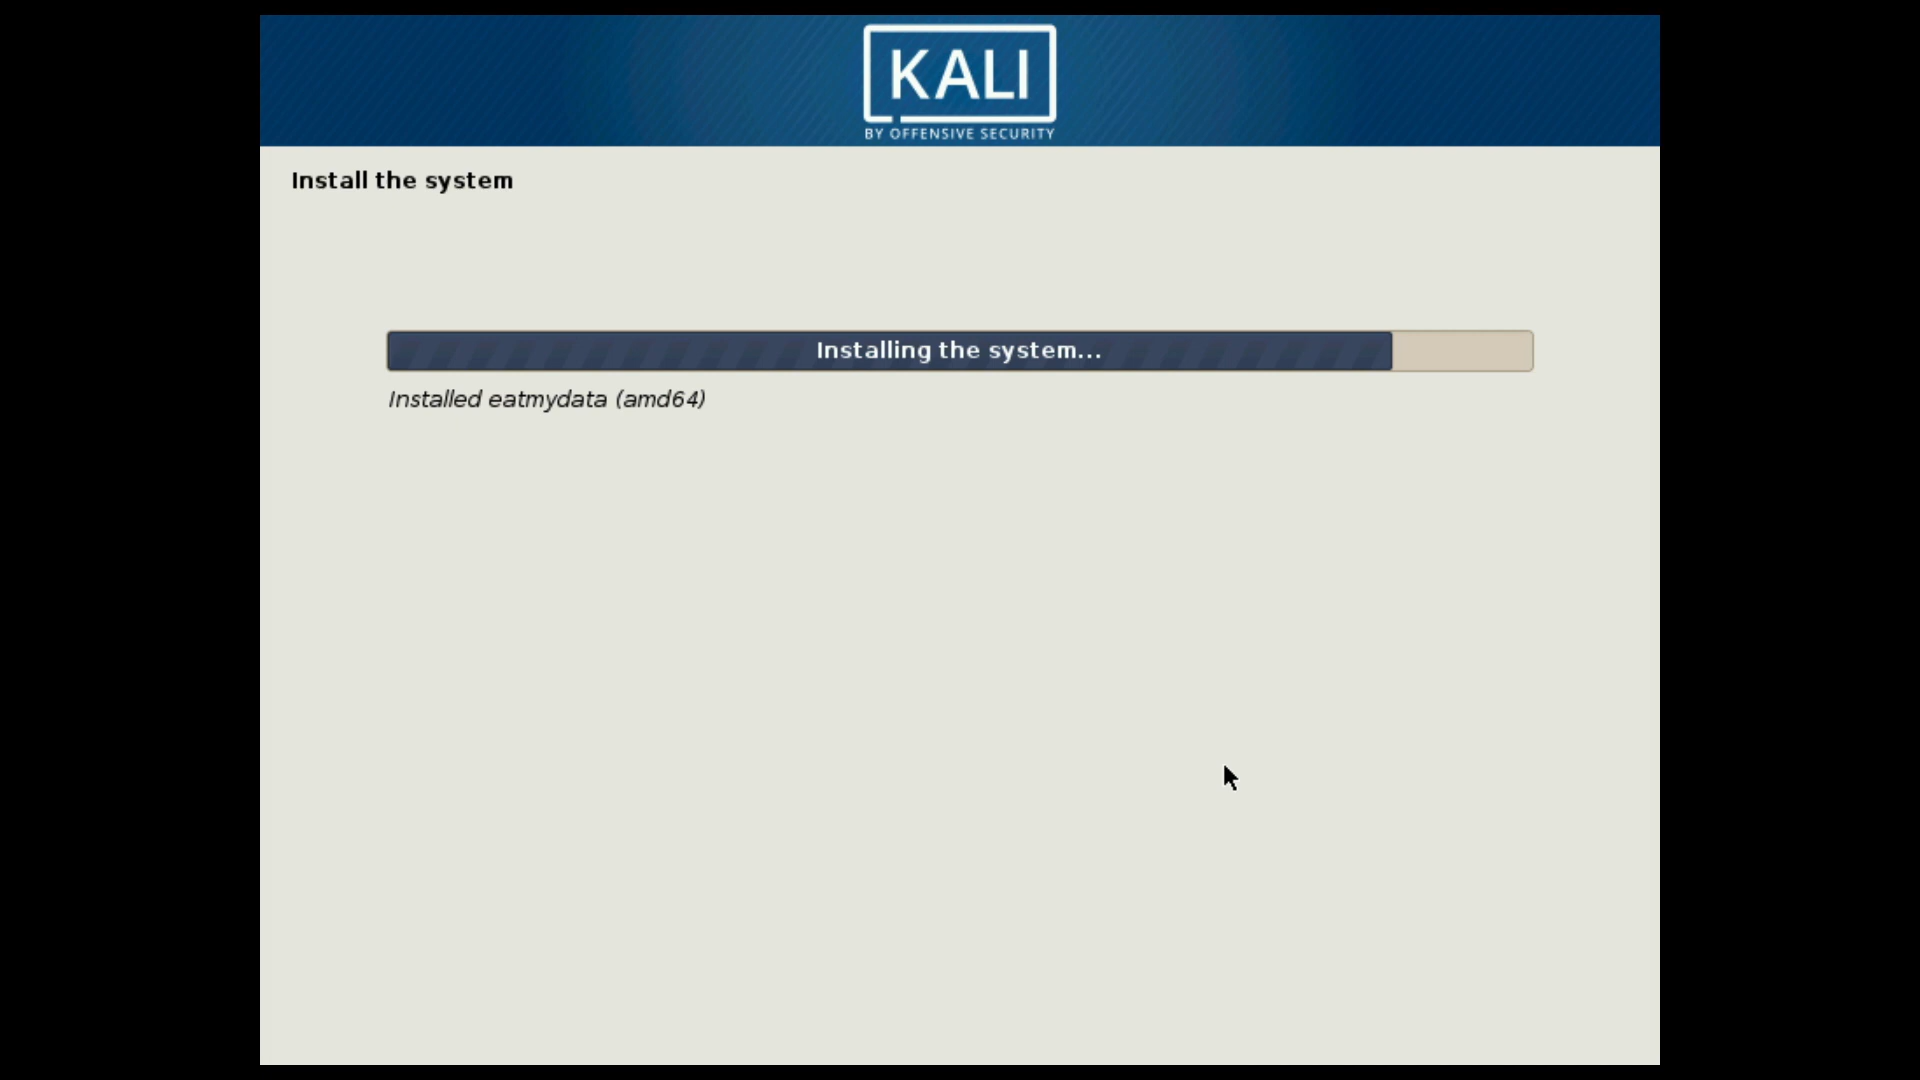 KALI
BY OFFENSIVE SECURITY
Install the system
Installing the system...
Installed eatmydata (amd64)